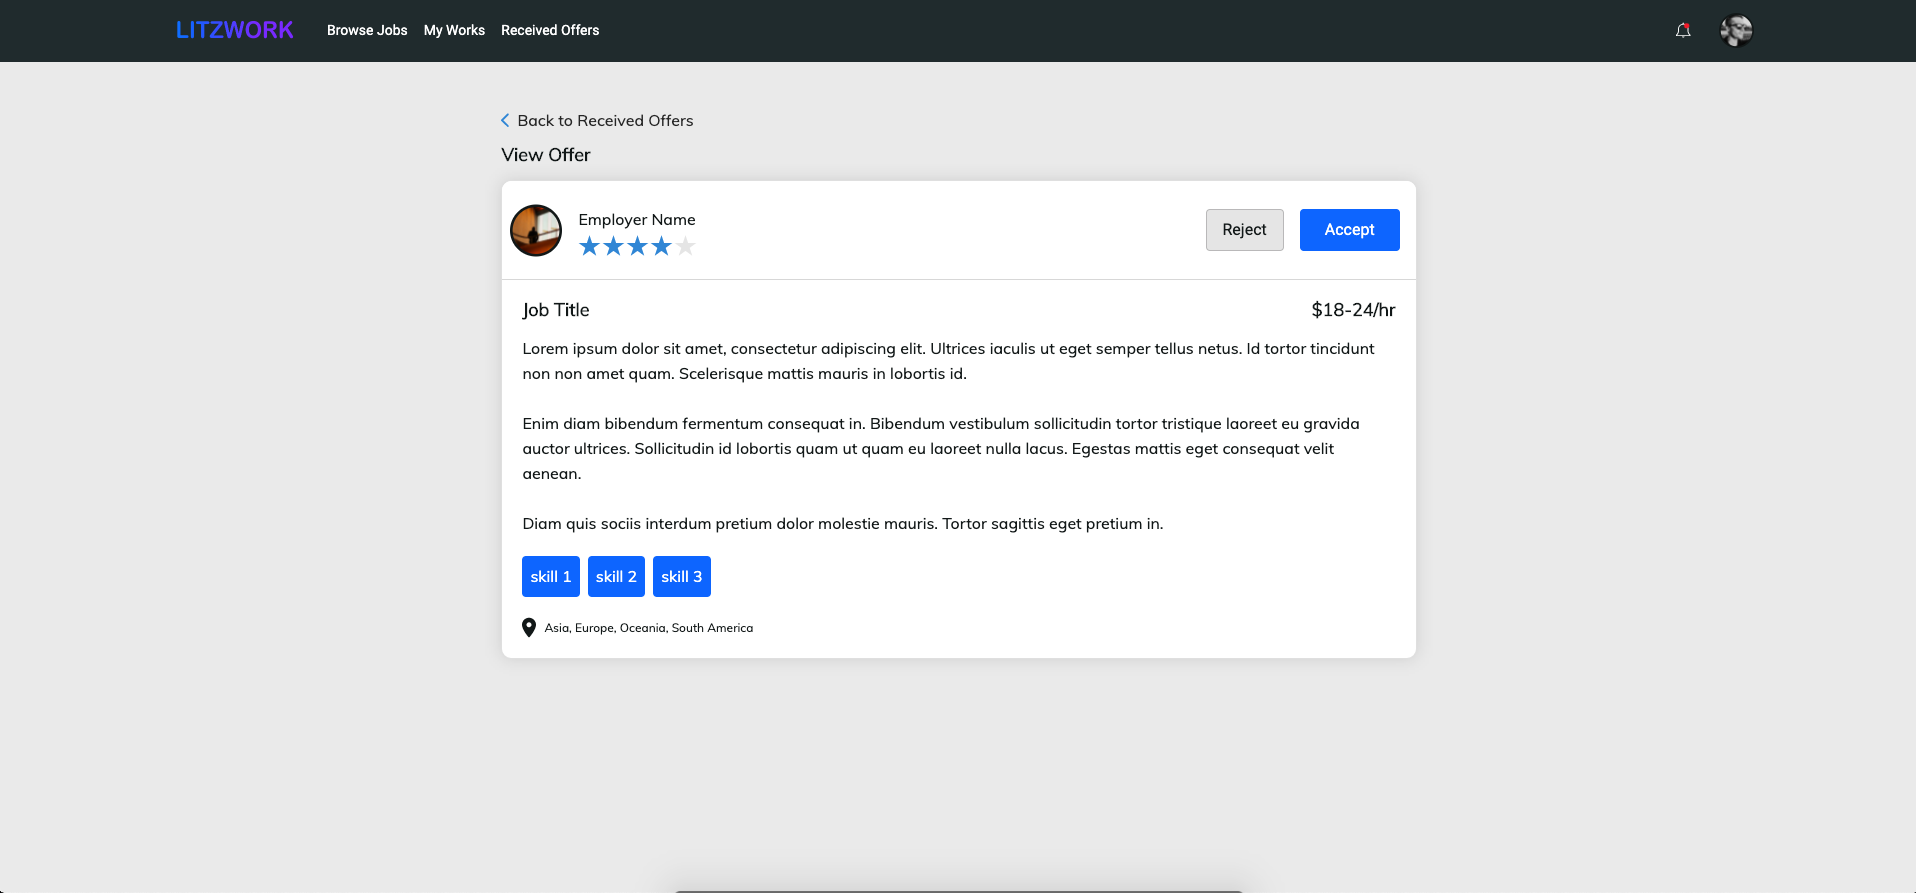 LITZWORK
Browse Jobs
My Works
Received Offers
Back to Received Offers
View Offer
Employer Name
Reject
Accept
Job Title
$18-24/hr
Lorem ipsum dolor sit amet, consectetur adipiscing elit. Ultrices iaculis ut eget semper tellus netus. Id tortor tincidunt
non non amet quam. Scelerisque mattis mauris in lobortis id.
Enim diam bibendum fermentum consequat in. Bibendum vestibulum sollicitudin tortor tristique laoreet eu gravida
auctor ultrices. Sollicitudin id lobortis quam ut quam eu laoreet nulla lacus. Egestas mattis eget consequat velit
aenean.
Diam quis sociis interdum pretium dolor molestie mauris. Tortor sagittis eget pretium in.
skill 1
skill 2
skill 3
Asia, Europe, Oceania, South America